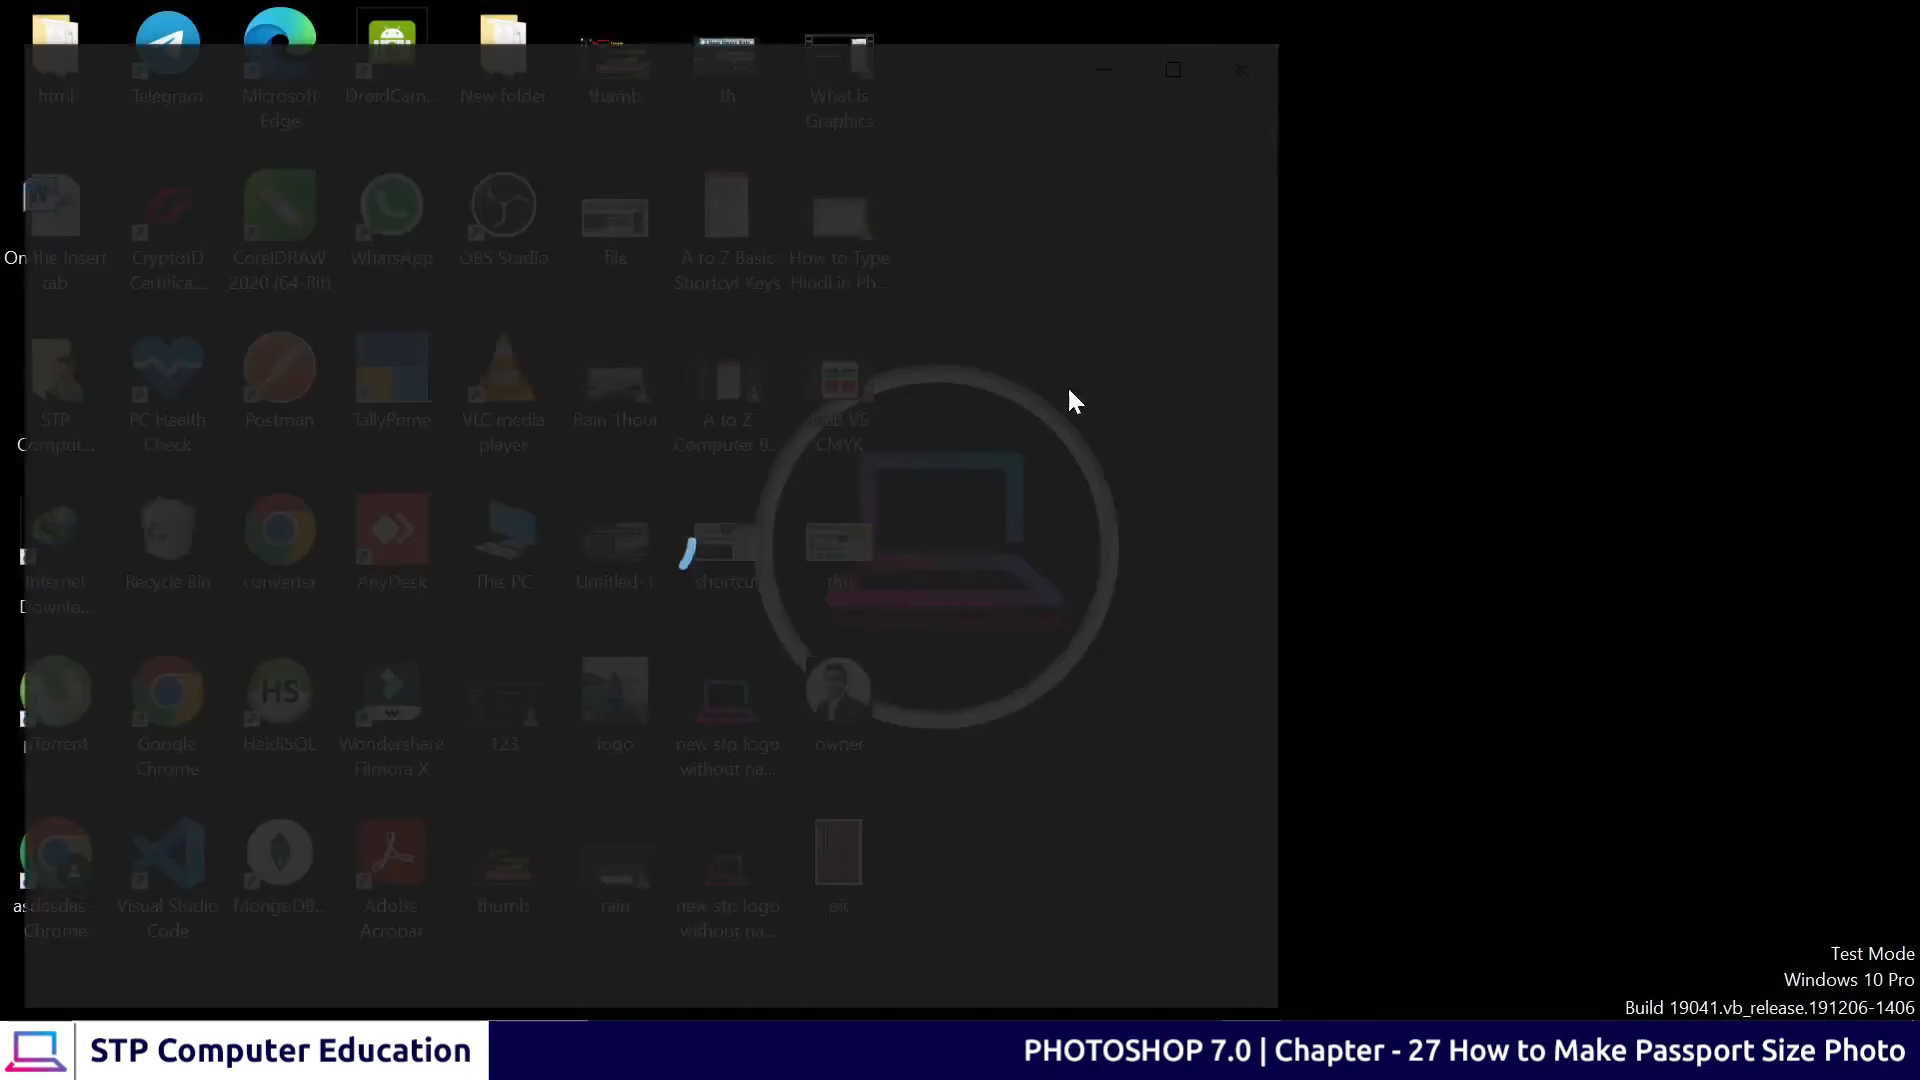 html
Telegram
Microsoft
Edge
DroidCam...
New folder
thumb
th
What is
Graphics
On the Insert
tab
CryptoID
Certifica...
CorelDRAW
2020 (64-Bit)
WhatsApp
OBS Studio
file
A to Z Basic
Shortcyt Keys
How to Type
Hindi in Ph...
STP
Comput...
PC Health
Check
Postman
TallyPrime
VLC media
player
Rain 1hour
A to Z
Computer B...
RGB VS
CMYK
Internet
Downlo...
Recycle Bin
converter
AnyDesk
This PC
Untitled-1
shortcut
thu
µTorrent
Google
Chrome
HS
HeidiSQL
Wondershare
Filmora X
123
logo
new stp logo
without na...
owner
asdasdas -
Chrome
Visual Studio
Code
MongoDB...
Adobe
Acrobat
thumb
rain
new stp logo
without na...
pic
Test Mode
Windows 10 Pro
Build 19041.vb_release.191206-1406
STP Computer Education
PHOTOSHOP 7.0 | Chapter - 27 How to Make Passport Size Photo